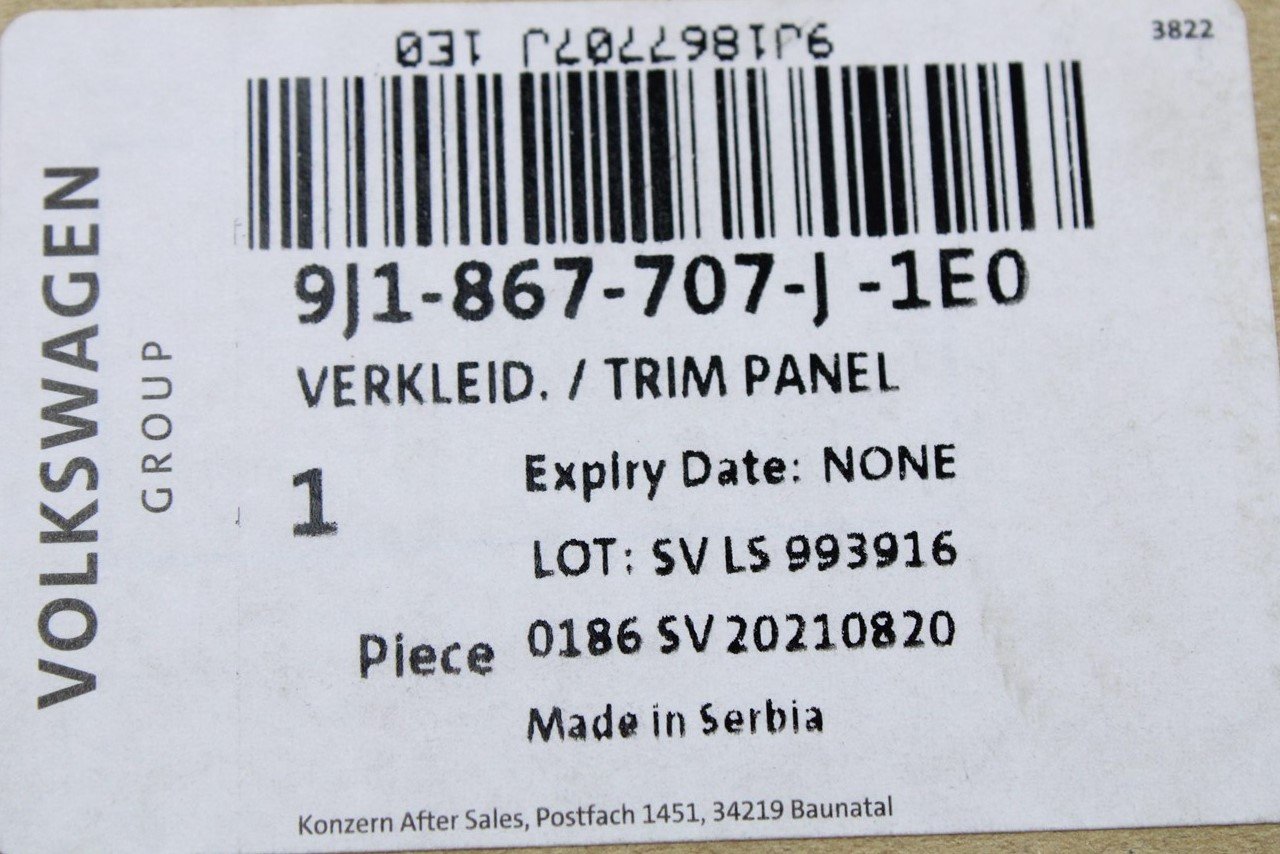 3822
9J1867707J 1E0
9J1-867-707-J -1E0
VERKLEID. / TRIM PANEL
1
Expiry Date: NONE
LOT: SV LS 993916
Piece
0186 SV 20210820
Made in Serbia
Konzern After Sales, Postfach 1451, 34219 Baunatal
VOLKSWAGEN
GROUP